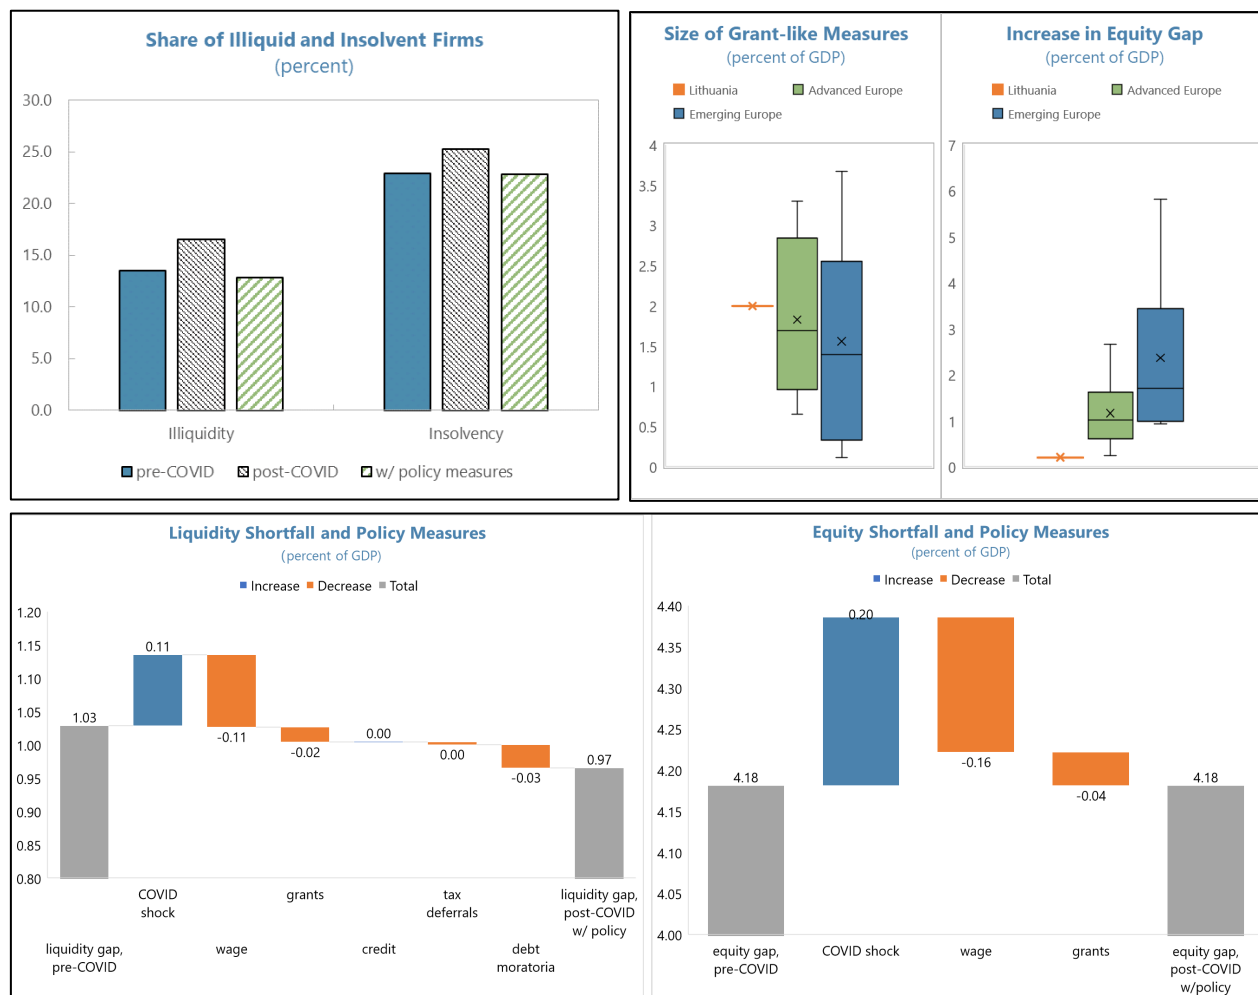 Share of Illiquid and Insolvent Firms
(percent)
30.0
25.0
20.0
15.0
10.0
5.0
0.0
Illiquidity
Insolvency
pre-COVID
post-COVID
w/ policy measures
Size of Grant-like Measures
(percent of GDP)
Lithuania
Advanced Europe
Emerging Europe
4
3.5
3
2.5
2
1.5
1
0.5
0
Increase in Equity Gap
(percent of GDP)
Lithuania
Advanced Europe
Emerging Europe
7
6
5
4
3
2
1
0
Liquidity Shortfall and Policy Measures
(percent of GDP)
Increase
Decrease
Total
1.20
1.15
1.10
1.05
1.00
0.95
0.90
0.85
0.80
1.03
0.11
-0.11
-0.02
0.00
0.00
-0.03
0.97
liquidity gap,
pre-COVID
COVID
shock
wage
grants
credit
tax
deferrals
debt
moratoria
liquidity gap,
post-COVID
w/ policy
Equity Shortfall and Policy Measures
(percent of GDP)
Increase
Decrease
Total
4.40
4.35
4.30
4.25
4.20
4.15
4.10
4.05
4.00
4.18
0.20
-0.16
-0.04
4.18
equity gap,
pre-COVID
COVID shock
wage
grants
equity gap,
post-COVID
w/policy